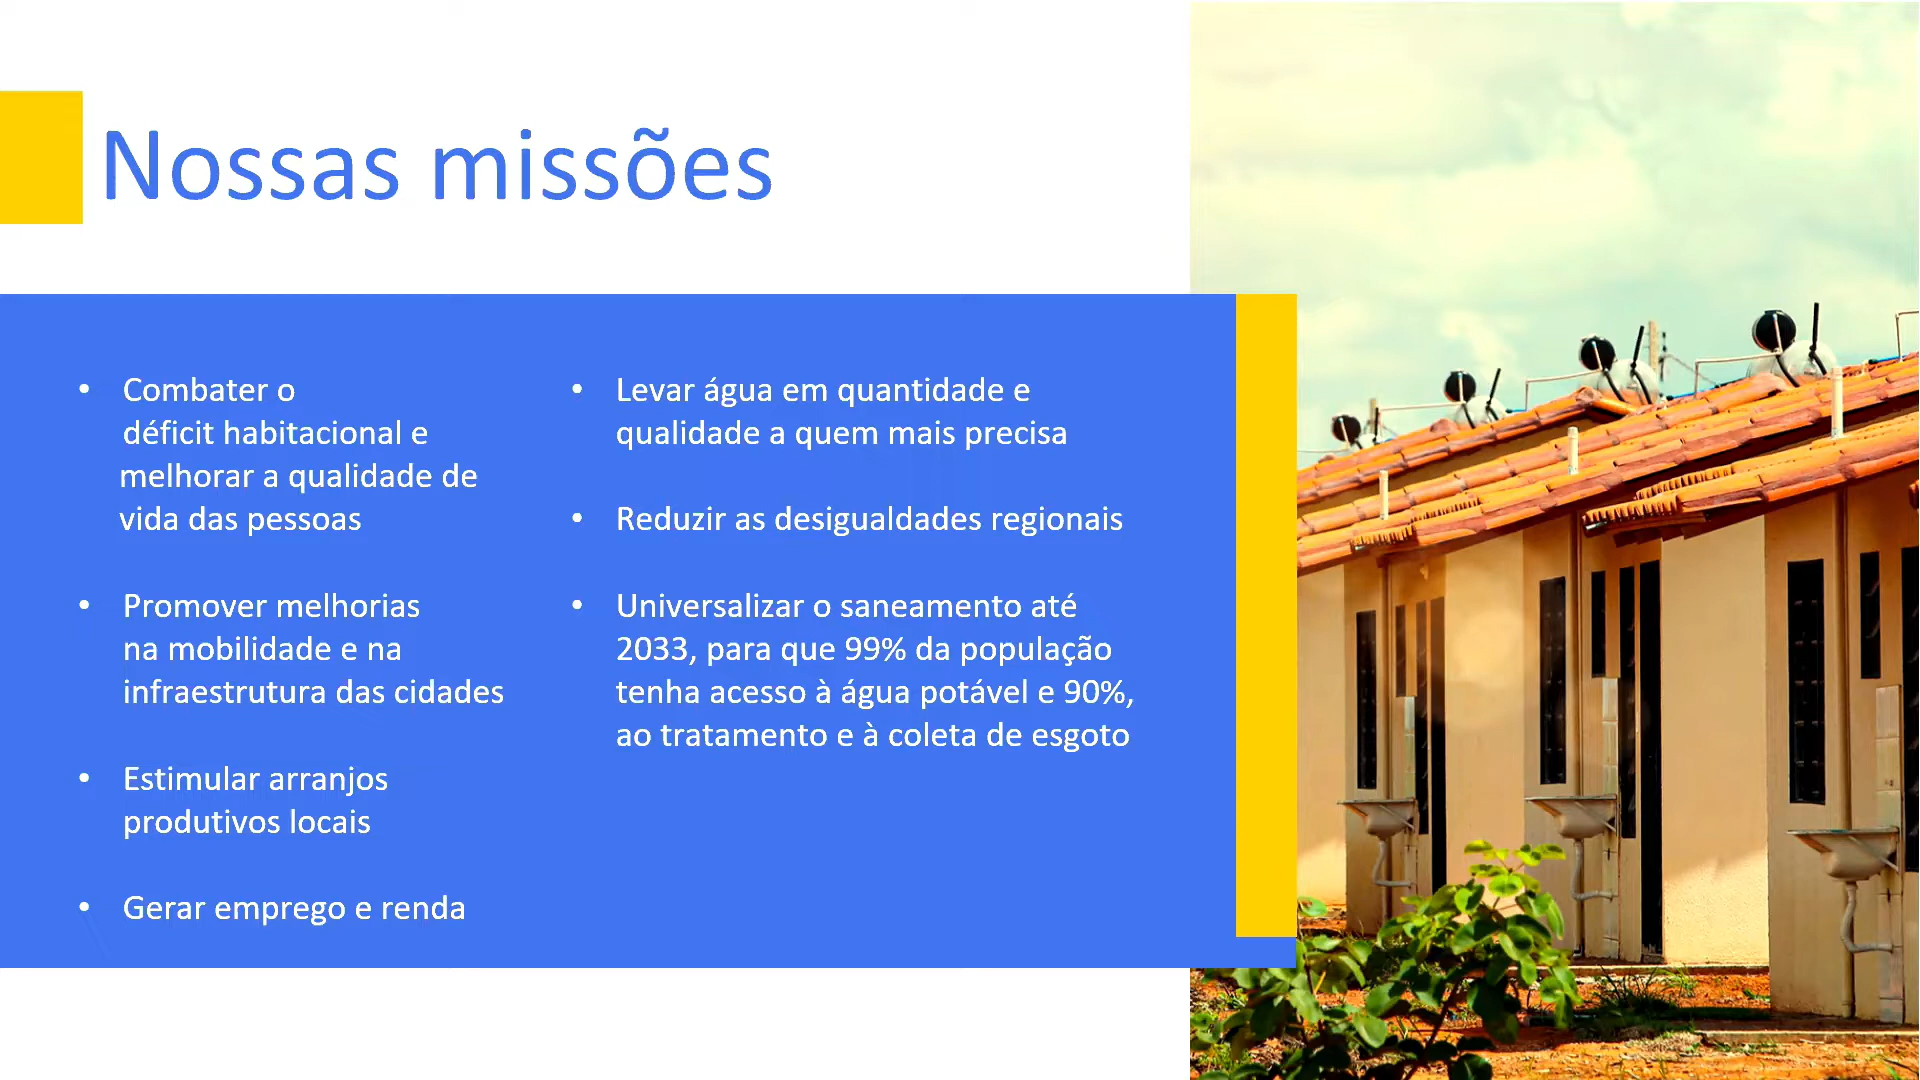 Nossas missões
• Combater o
déficit habitacional e
melhorar a qualidade de
vida das pessoas
• Promover melhorias
na mobilidade e na
infraestrutura das cidades
• Estimular arranjos
produtivos locais
• Gerar emprego e renda
• Levar água em quantidade e
qualidade a quem mais precisa
• Reduzir as desigualdades regionais
• Universalizar o saneamento até
2033, para que 99% da população
tenha acesso à água potável e 90%,
ao tratamento e à coleta de esgoto